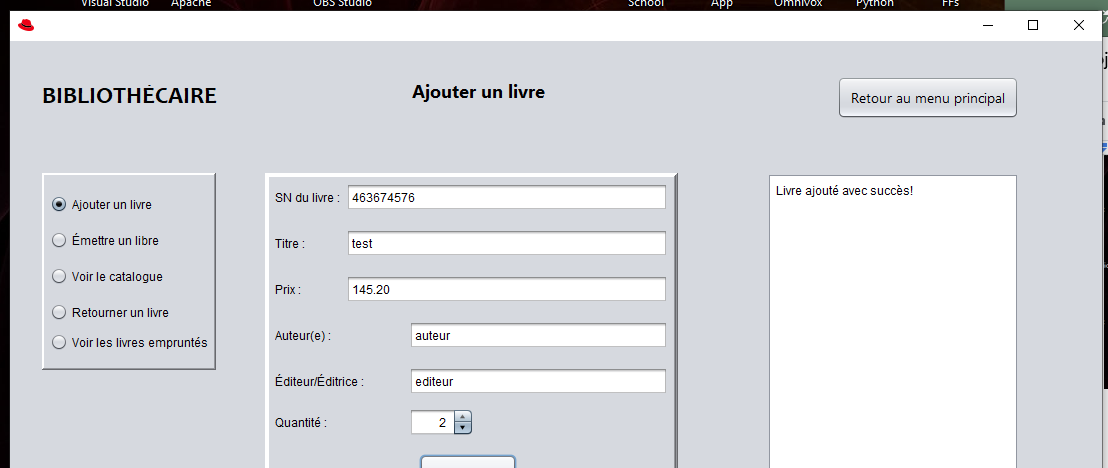 Visual Studio Apache OBS Studio School App Omnivox Python FFs
BIBLIOTHÉCAIRE
Ajouter un livre
Retour au menu principal
Ajouter un livre
Émettre un libre
Voir le catalogue
Retourner un livre
Voir les livres empruntés
SN du livre : 463674576
Titre : test
Prix : 145.20
Auteur(e) : auteur
Éditeur/Éditrice : editeur
Quantité : 2
Livre ajouté avec succès!